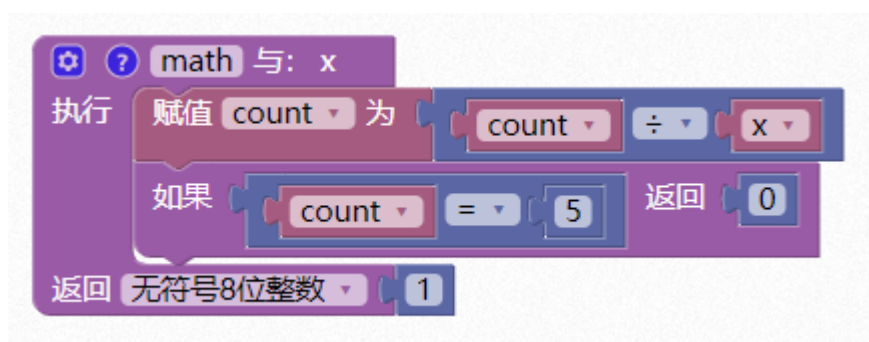 ? math 与: x
执行 赋值 count 为 count ÷ x
如果 count = 5 返回 0
返回 无符号8位整数 1